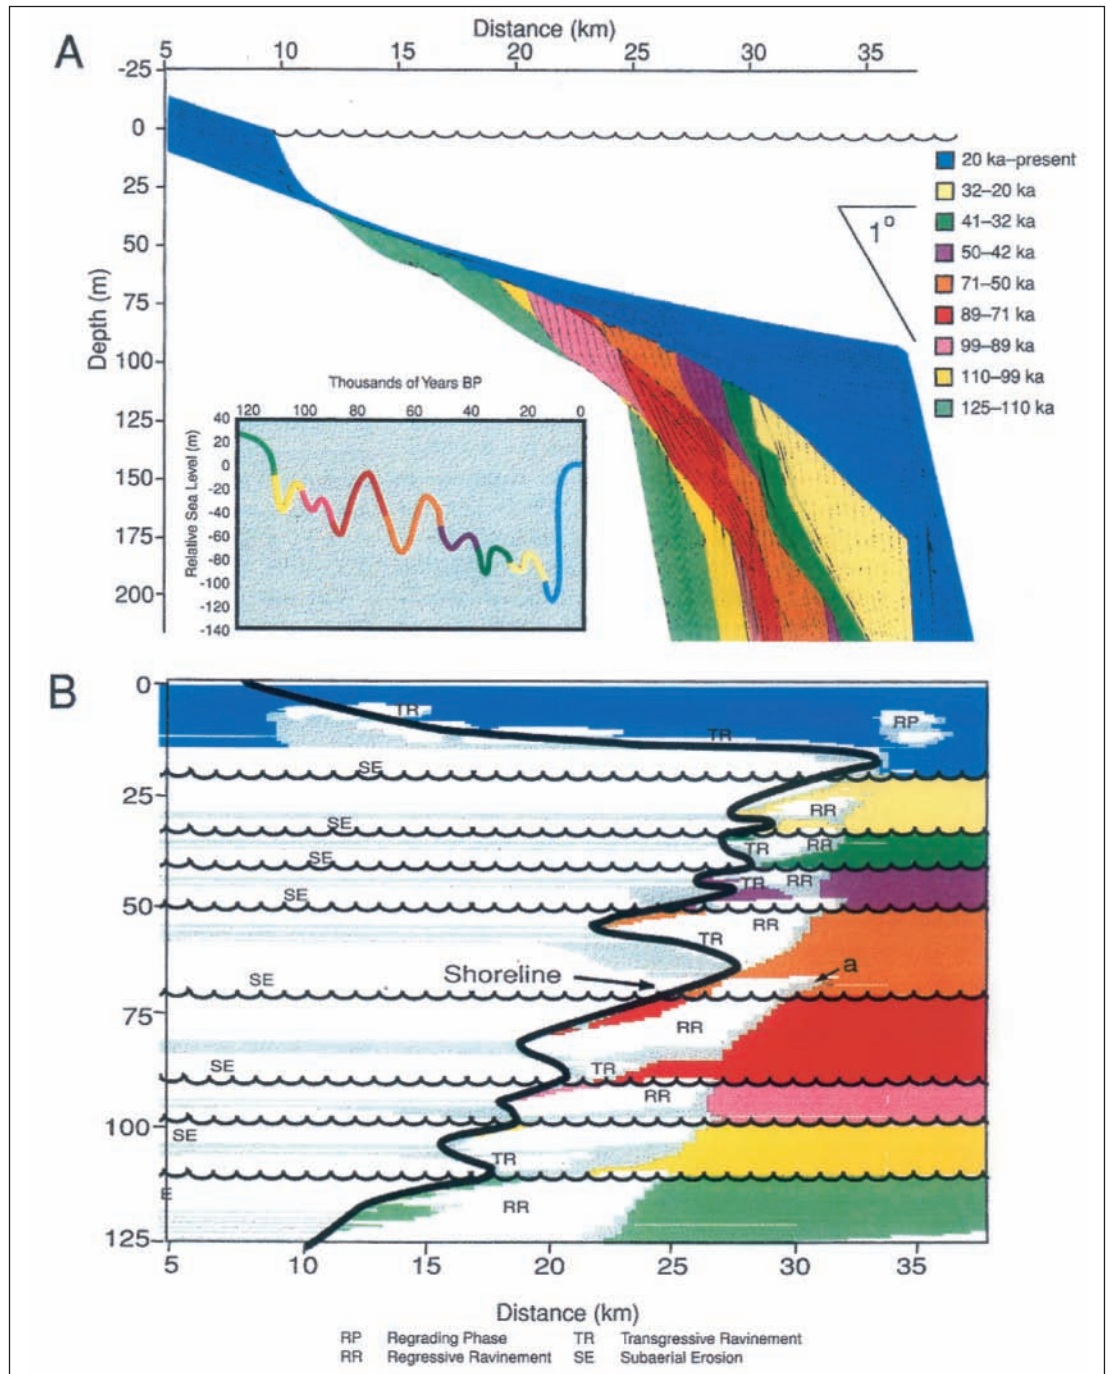 A
Distance (km)
5 10 15 20 25 30 35
-25
0
25
50
75
100
125
150
175
200
Depth (m)
1o
20 ka–present
32–20 ka
41–32 ka
50–42 ka
71–50 ka
89–71 ka
99–89 ka
110–99 ka
125–110 ka
Thousands of Years BP
120 100 80 60 40 20 0
Relative Sea Level (m)
40
20
0
-20
-40
-60
-80
-100
-120
-140
B
0
25
50
75
100
125
TR
TR
RP
SE
RR
SE
TR
RR
SE
TR
RR
SE
RR
TR
a
Shoreline
SE
RR
SE
TR
RR
SE
TR
E
RR
5 10 15 20 25 30 35
Distance (km)
RP Regrading Phase TR Transgressive Ravinement
RR Regressive Ravinement SE Subaerial Erosion